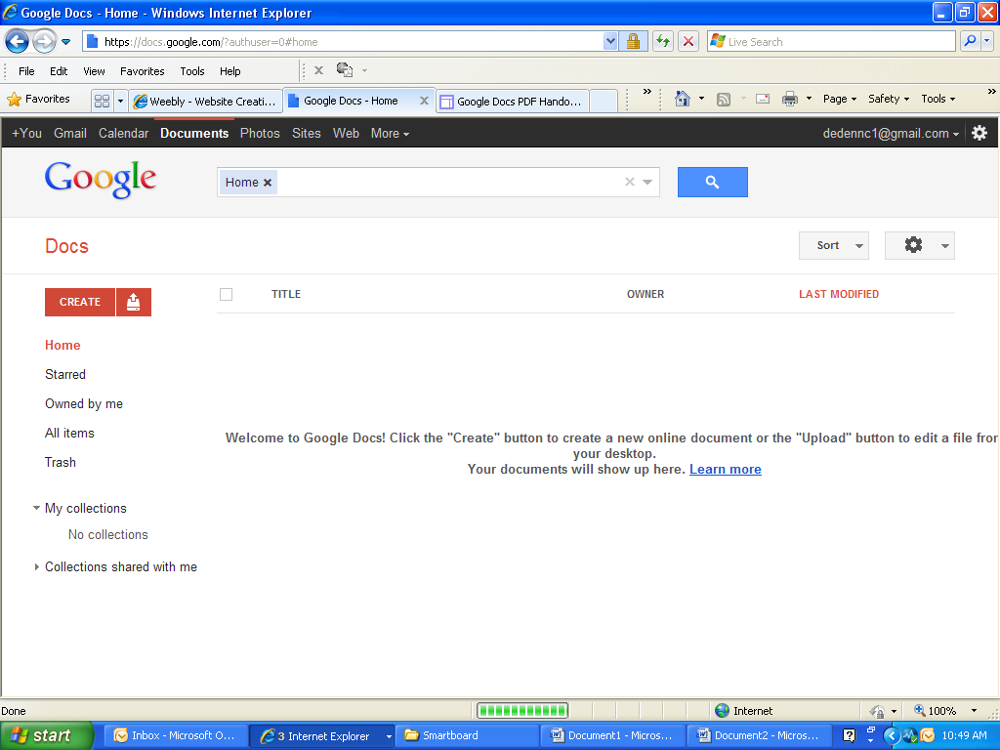 Google Docs - Home - Windows Internet Explorer
https://docs.google.com/?authuser=0#home
Live Search
File Edit View Favorites Tools Help
Favorites Weebly - Website Creati... Google Docs - Home Google Docs PDF Hando... Page Safety Tools
+You Gmail Calendar Documents Photos Sites Web More dedennc1@gmail.com
Google Home
Docs Sort
CREATE TITLE OWNER LAST MODIFIED
Home
Starred
Owned by me
All items
Trash
Welcome to Google Docs! Click the "Create" button to create a new online document or the "Upload" button to edit a file from
your desktop.
Your documents will show up here. Learn more
My collections
No collections
Collections shared with me
Done Internet 100%
start Inbox - Microsoft O... 3 Internet Explorer Smartboard Document1 - Micros... Document2 - Micros... 10:49 AM